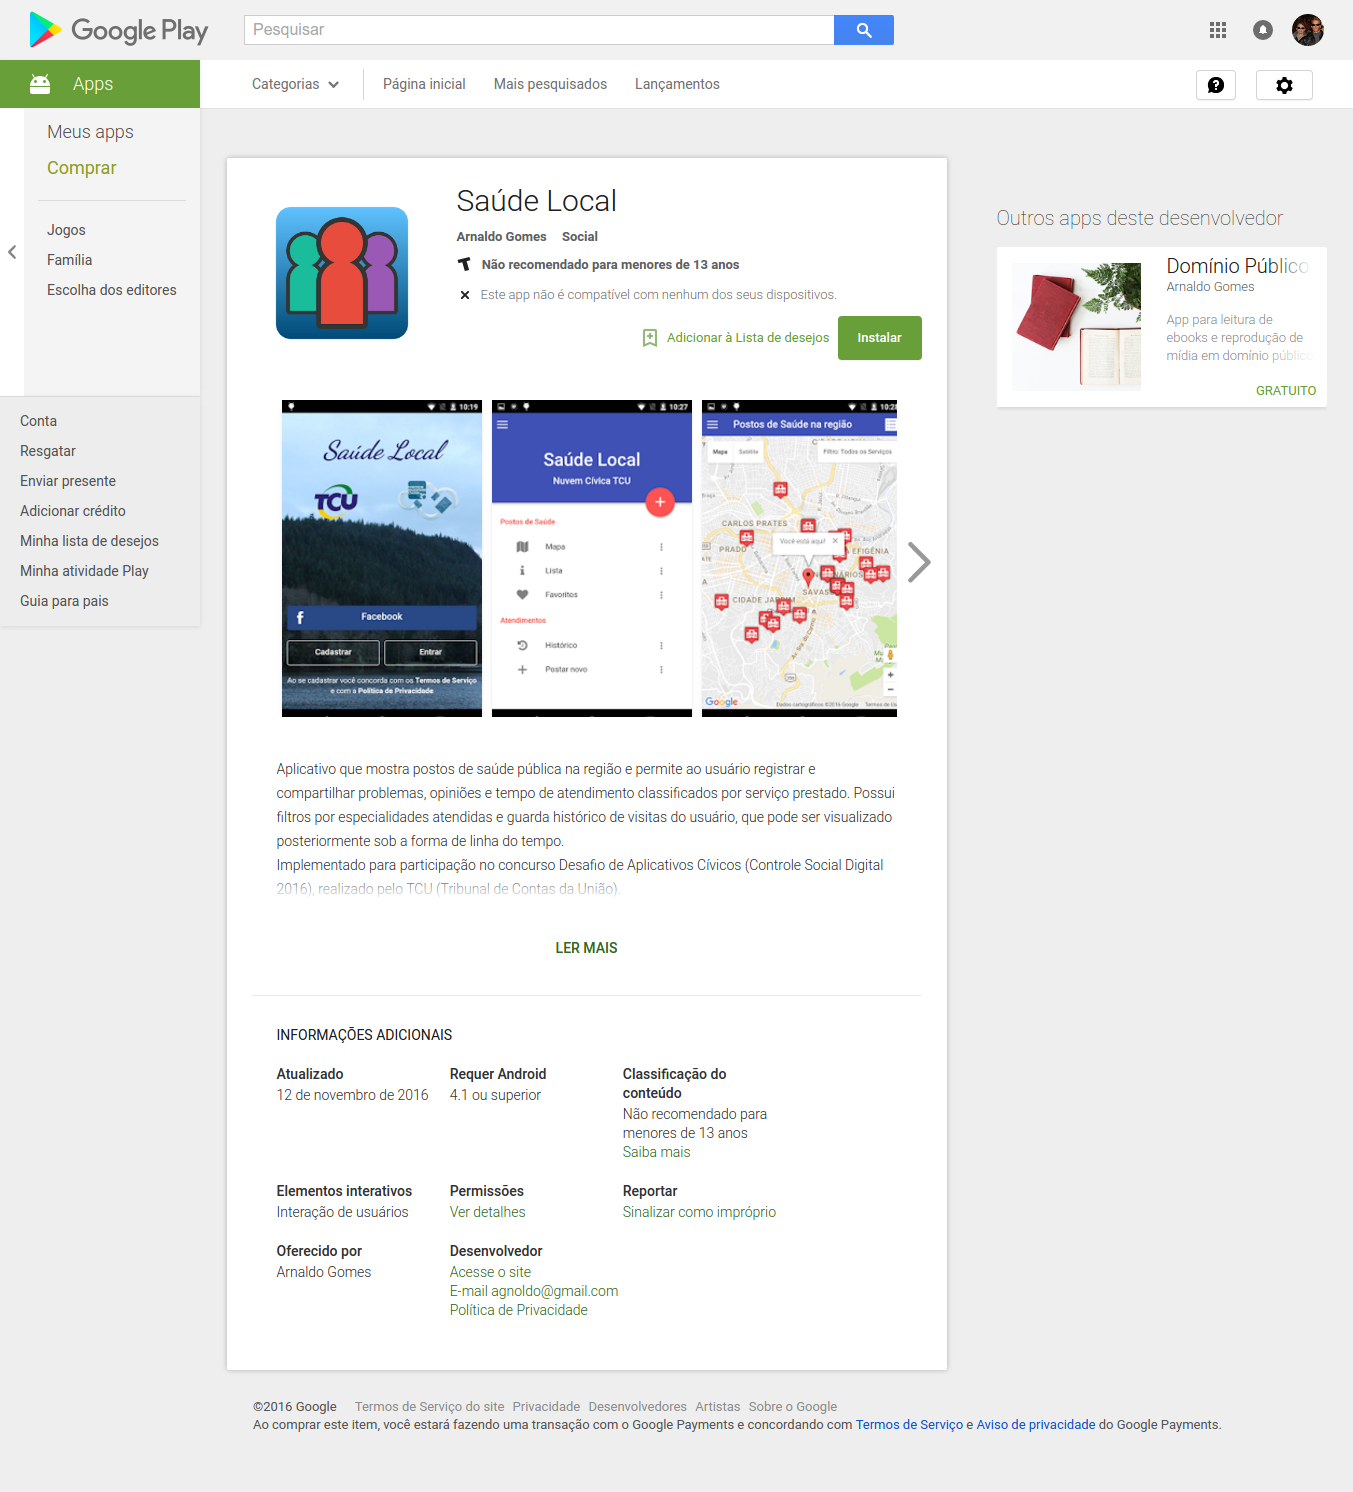 Google Play
Pesquisar
Apps
Categorias
Página inicial
Mais pesquisados
Lançamentos
Meus apps
Comprar
Jogos
Família
Escolha dos editores
Conta
Resgatar
Enviar presente
Adicionar crédito
Minha lista de desejos
Minha atividade Play
Guia para pais
Saúde Local
Arnaldo Gomes Social
Não recomendado para menores de 13 anos
Este app não é compatível com nenhum dos seus dispositivos.
Adicionar à Lista de desejos
Instalar
10:19
Saúde Local
TCU
Facebook
Cadastrar
Entrar
Ao se cadastrar você concorda com os Termos de Serviço
e com a Política de Privacidade
10:27
Saúde Local
Nuvem Cívica TCU
Postos de Saúde
Mapa
Lista
Favoritos
Atendimentos
Histórico
Postar novo
10:28
Postos de Saúde na região
Mapa
Satélite
Filtro: Todos os Serviços
CARLOS PRATES
PRADO
Você está aqui!
EFIGÊNIA
CIDADE JARDIM
SAVAS
Google
Dados cartográficos ©2016 Google
Termos de Us
Aplicativo que mostra postos de saúde pública na região e permite ao usuário registrar e
compartilhar problemas, opiniões e tempo de atendimento classificados por serviço prestado. Possui
filtros por especialidades atendidas e guarda histórico de visitas do usuário, que pode ser visualizado
posteriormente sob a forma de linha do tempo.
Implementado para participação no concurso Desafio de Aplicativos Cívicos (Controle Social Digital
2016), realizado pelo TCU (Tribunal de Contas da União).
LER MAIS
INFORMAÇÕES ADICIONAIS
Atualizado
12 de novembro de 2016
Requer Android
4.1 ou superior
Classificação do
conteúdo
Não recomendado para
menores de 13 anos
Saiba mais
Elementos interativos
Interação de usuários
Permissões
Ver detalhes
Reportar
Sinalizar como impróprio
Oferecido por
Arnaldo Gomes
Desenvolvedor
Acesse o site
E-mail agnoldo@gmail.com
Política de Privacidade
Outros apps deste desenvolvedor
Domínio Público
Arnaldo Gomes
App para leitura de
ebooks e reprodução de
mídia em domínio público
GRATUITO
©2016 Google Termos de Serviço do site Privacidade Desenvolvedores Artistas Sobre o Google
Ao comprar este item, você estará fazendo uma transação com o Google Payments e concordando com Termos de Serviço e Aviso de privacidade do Google Payments.